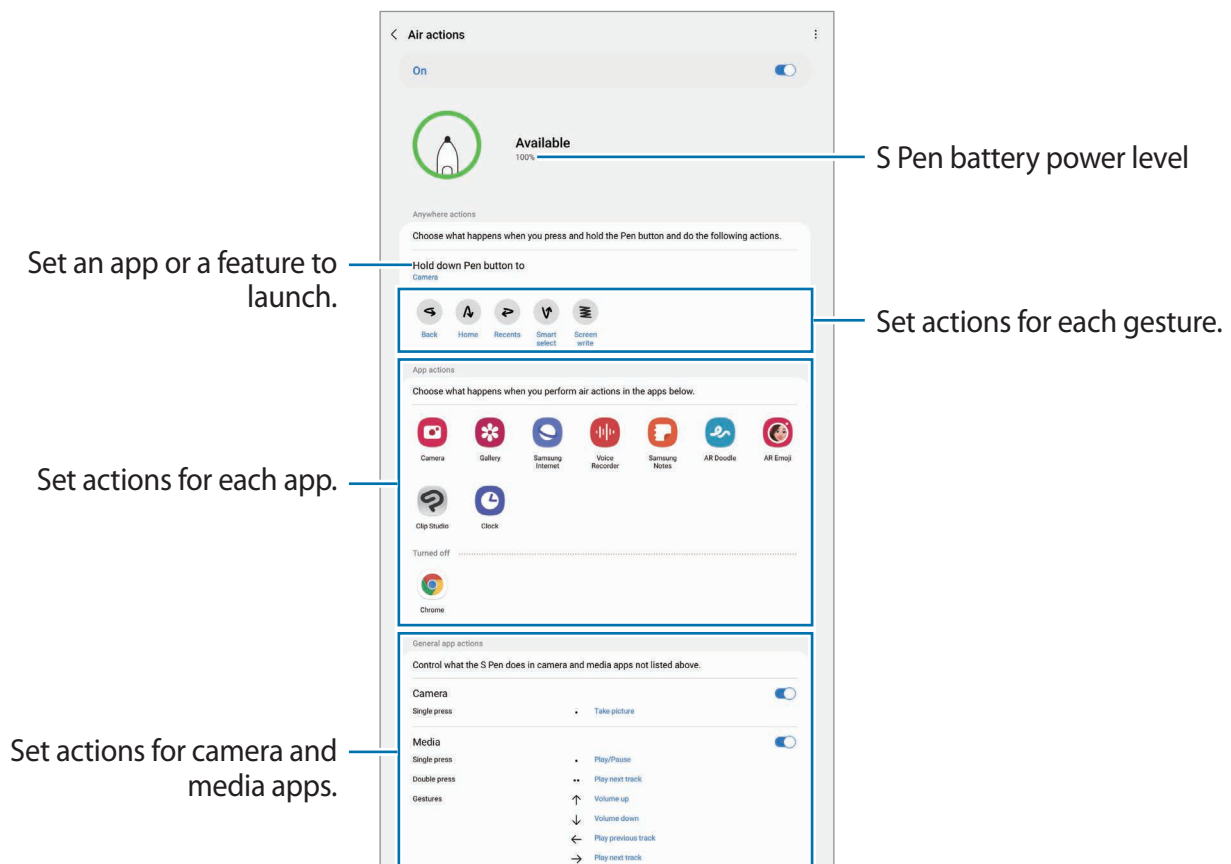 Air actions
On
Available
100%
S Pen battery power level
Anywhere actions
Choose what happens when you press and hold the Pen button and do the following actions.
Set an app or a feature to
launch.
Hold down Pen button to
Camera
Back Home Recents Smart select Screen write
Set actions for each gesture.
App actions
Choose what happens when you perform air actions in the apps below.
Camera Gallery Samsung Internet Voice Recorder Samsung Notes AR Doodle AR Emoji
Set actions for each app.
Clip Studio Clock
Turned off
Chrome
General app actions
Control what the S Pen does in camera and media apps not listed above.
Camera
Single press Take picture
Set actions for camera and
media apps.
Media
Single press Play/Pause
Double press Play next track
Gestures ↑ Volume up
↓ Volume down
← Play previous track
→ Play next track